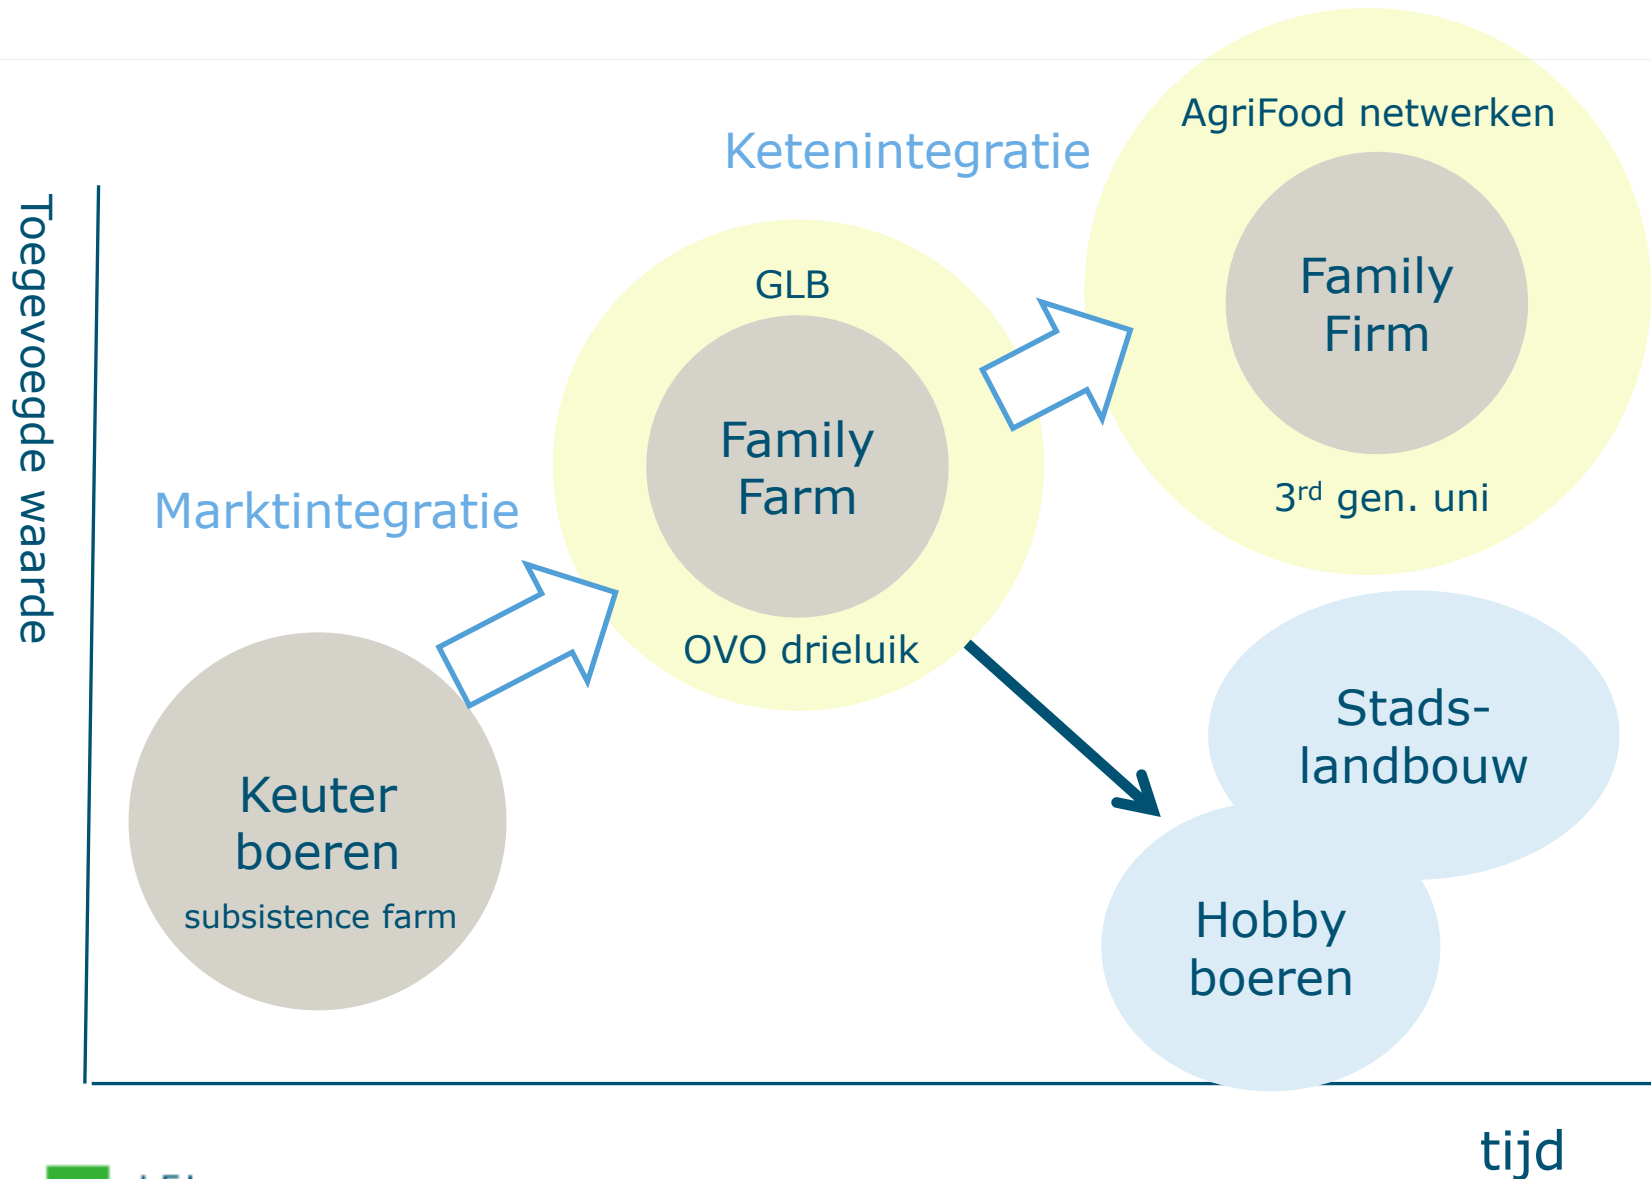 AgriFood netwerken
Ketenintegratie
Toegevoegde waarde
Family
Firm
GLB
Family
Farm
3rd gen. uni
Marktintegratie
OVO drieluik
Stads-
landbouw
Keuter
boeren
subsistence farm
Hobby
boeren
tijd